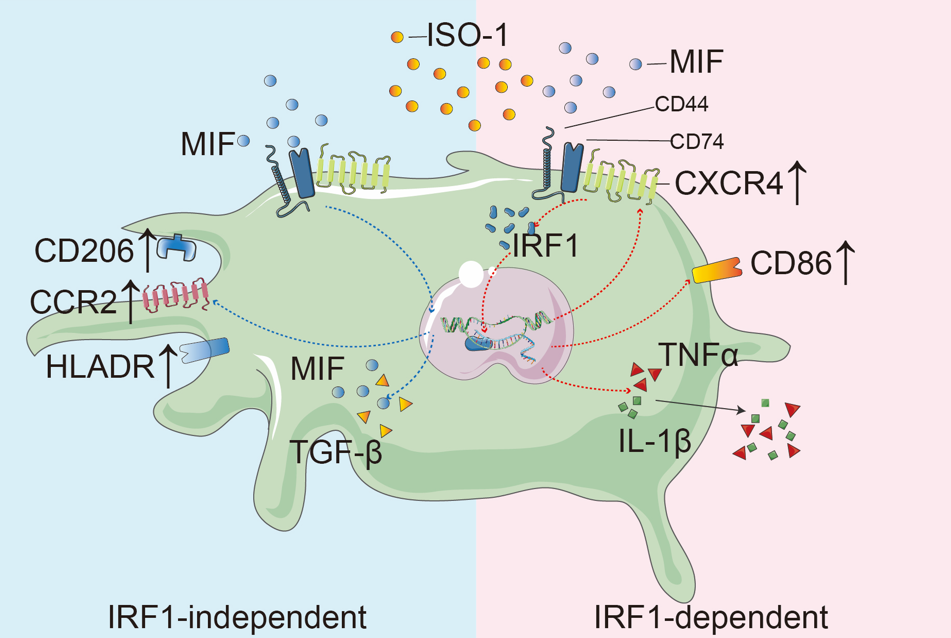 ISO-1
MIF
CD44
MIF
CD74
CXCR4
CD206
IRF1
CD86
CCR2
HLADR
MIF
TNFα
TGF-β
IL-1β
IRF1-independent
IRF1-dependent